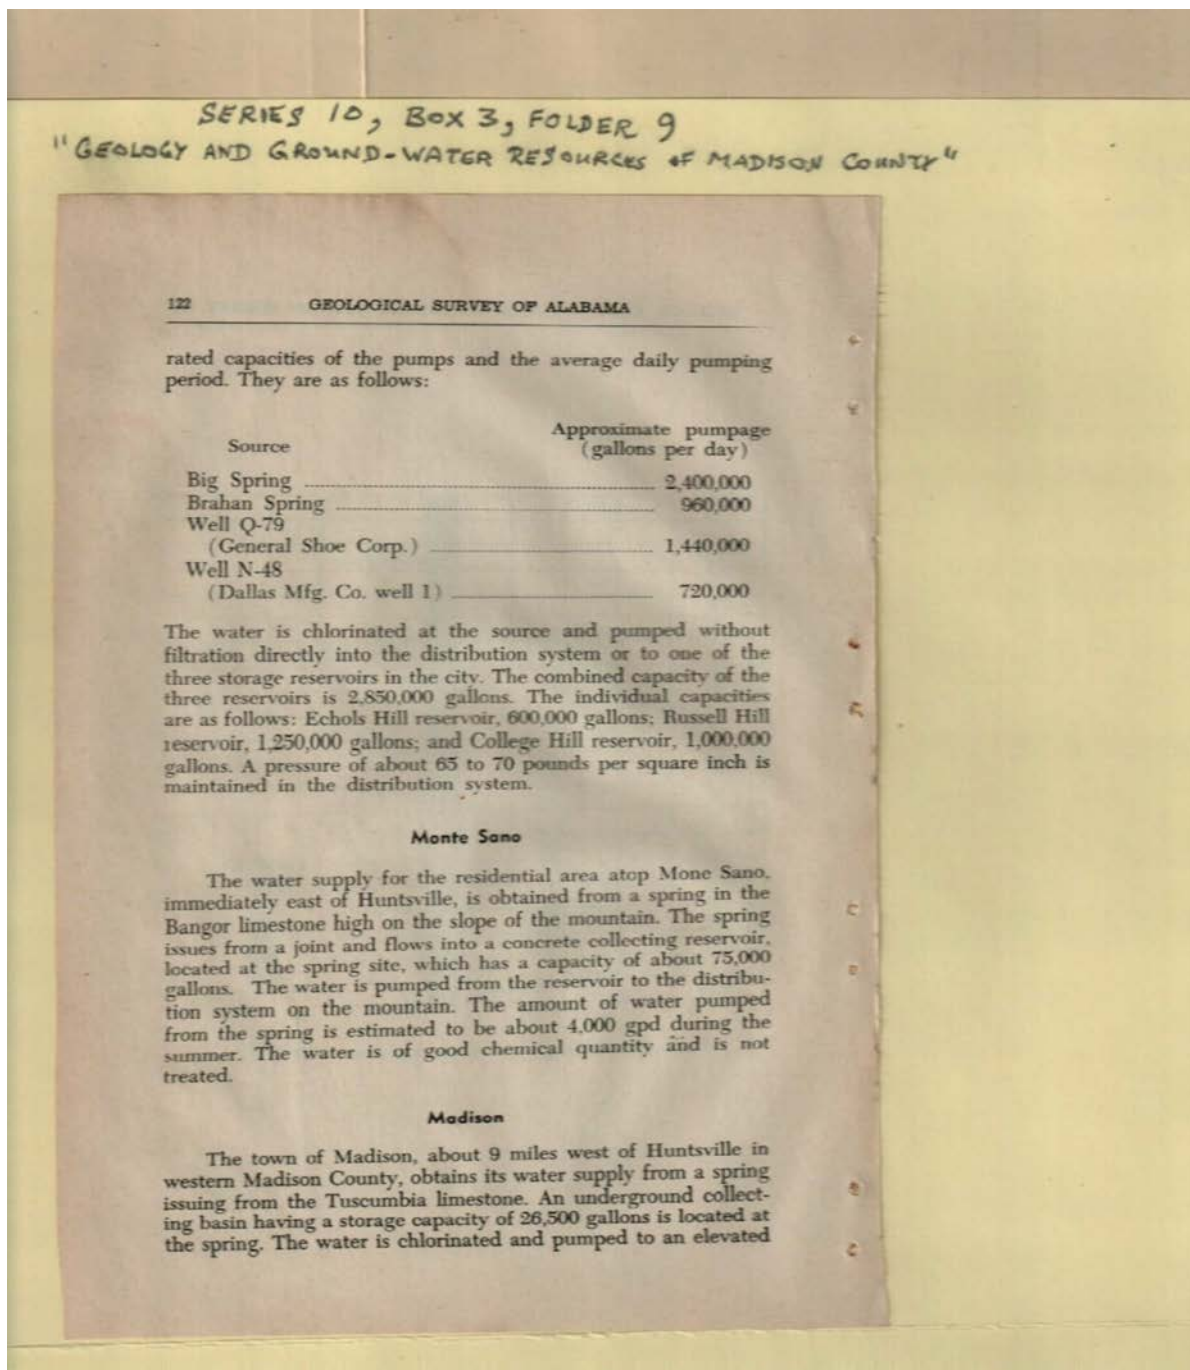 SERIES 10, BOX 3, FOLDER 9
"GEOLOGY AND GROUND-WATER RESOURCES OF MADISON COUNTY"
122 GEOLOGICAL SURVEY OF ALABAMA
rated capacities of the pumps and the average daily pumping
period. They are as follows:
Approximate pumpage
Source (gallons per day)
Big Spring 2,400,000
Brahan Spring 960,000
Well Q-79
(General Shoe Corp.) 1,440,000
Well N-48
(Dallas Mfg. Co. well 1) 720,000
The water is chlorinated at the source and pumped without
filtration directly into the distribution system or to one of the
three storage reservoirs in the city. The combined capacity of the
three reservoirs is 2,850,000 gallons. The individual capacities
are as follows: Echols Hill reservoir, 600,000 gallons; Russell Hill
reservoir, 1,250,000 gallons; and College Hill reservoir, 1,000,000
gallons. A pressure of about 65 to 70 pounds per square inch is
maintained in the distribution system.
Monte Sano
The water supply for the residential area atop Mone Sano,
immediately east of Huntsville, is obtained from a spring in the
Bangor limestone high on the slope of the mountain. The spring
issues from a joint and flows into a concrete collecting reservoir,
located at the spring site, which has a capacity of about 75,000
gallons. The water is pumped from the reservoir to the distribu-
tion system on the mountain. The amount of water pumped
from the spring is estimated to be about 4,000 gpd during the
summer. The water is of good chemical quantity and is not
treated.
Madison
The town of Madison, about 9 miles west of Huntsville in
western Madison County, obtains its water supply from a spring
issuing from the Tuscumbia limestone. An underground collect-
ing basin having a storage capacity of 26,500 gallons is located at
the spring. The water is chlorinated and pumped to an elevated